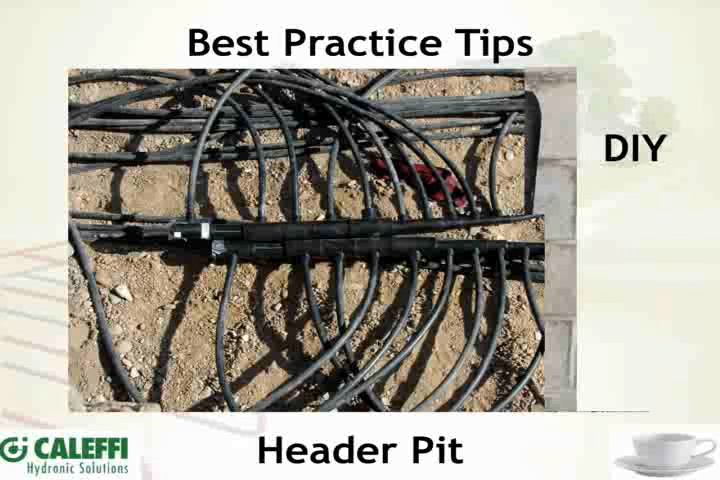 Best Practice Tips
DIY
Header Pit
CALEFFI
Hydronic Solutions